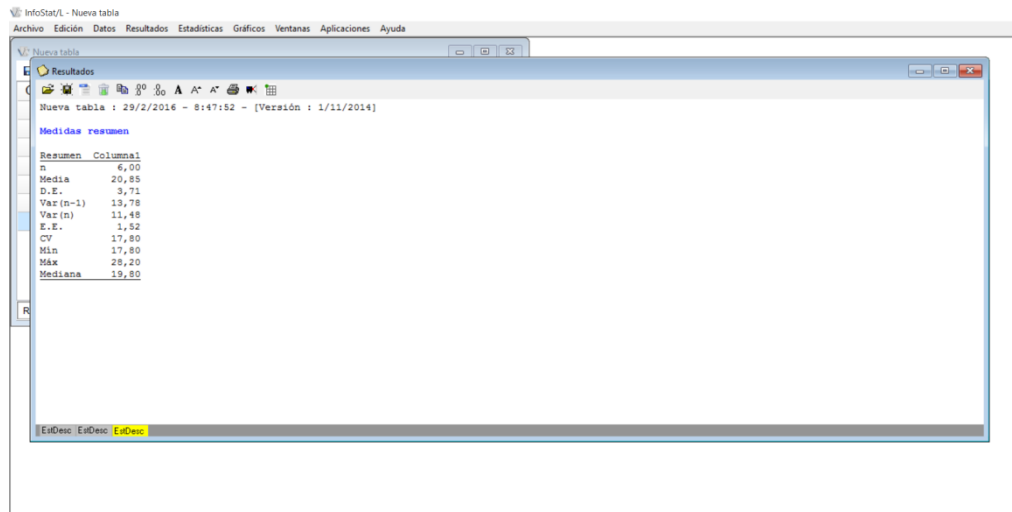 InfoStat/L - Nueva tabla
Archivo Edición Datos Resultados Estadísticas Gráficos Ventanas Aplicaciones Ayuda
Nueva tabla
Resultados
Nueva tabla : 29/2/2016 - 8:47:52 - [Versión : 1/11/2014]
Medidas resumen
Resumen Columna1
n 6,00
Media 20,85
D.E. 3,71
Var(n-1) 13,78
Var(n) 11,48
E.E. 1,52
CV 17,80
Mín 17,80
Máx 28,20
Mediana 19,80
EstDesc EstDesc EstDesc